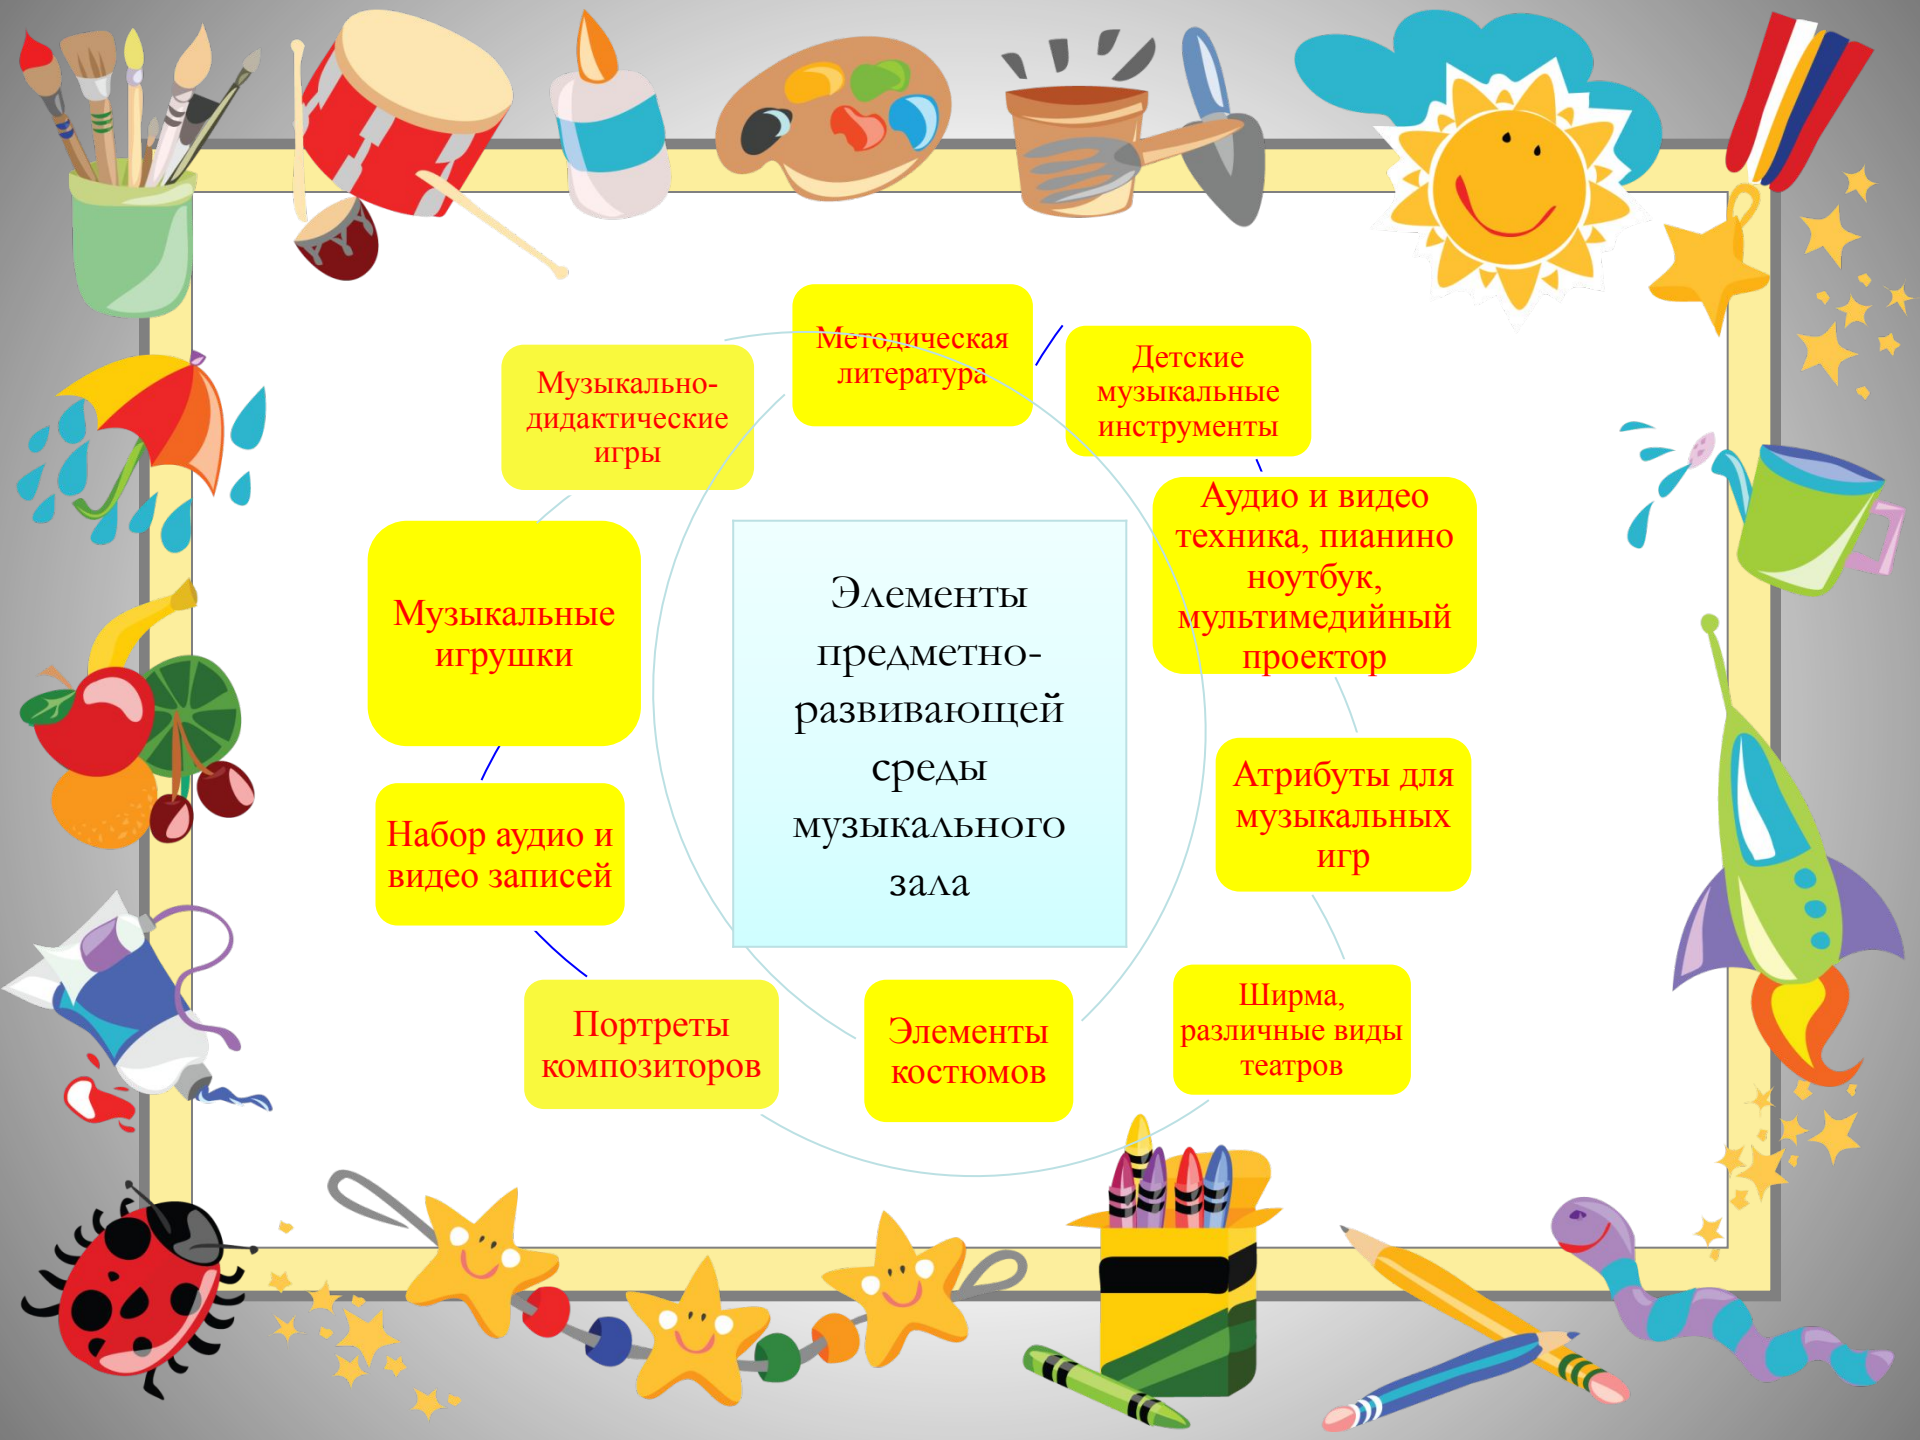 Методическая
литература
Детские
музыкальные
инструменты
Аудио и видео
техника, пианино
ноутбук,
мультимедийный
проектор
Атрибуты для
музыкальных
игр
Ширма,
различные виды
театров
Элементы
костюмов
Портреты
композиторов
Набор аудио и
видео записей
Музыкальные
игрушки
Музыкально-
дидактические
игры
Элементы
предметно-
развивающей
среды
музыкального
зала